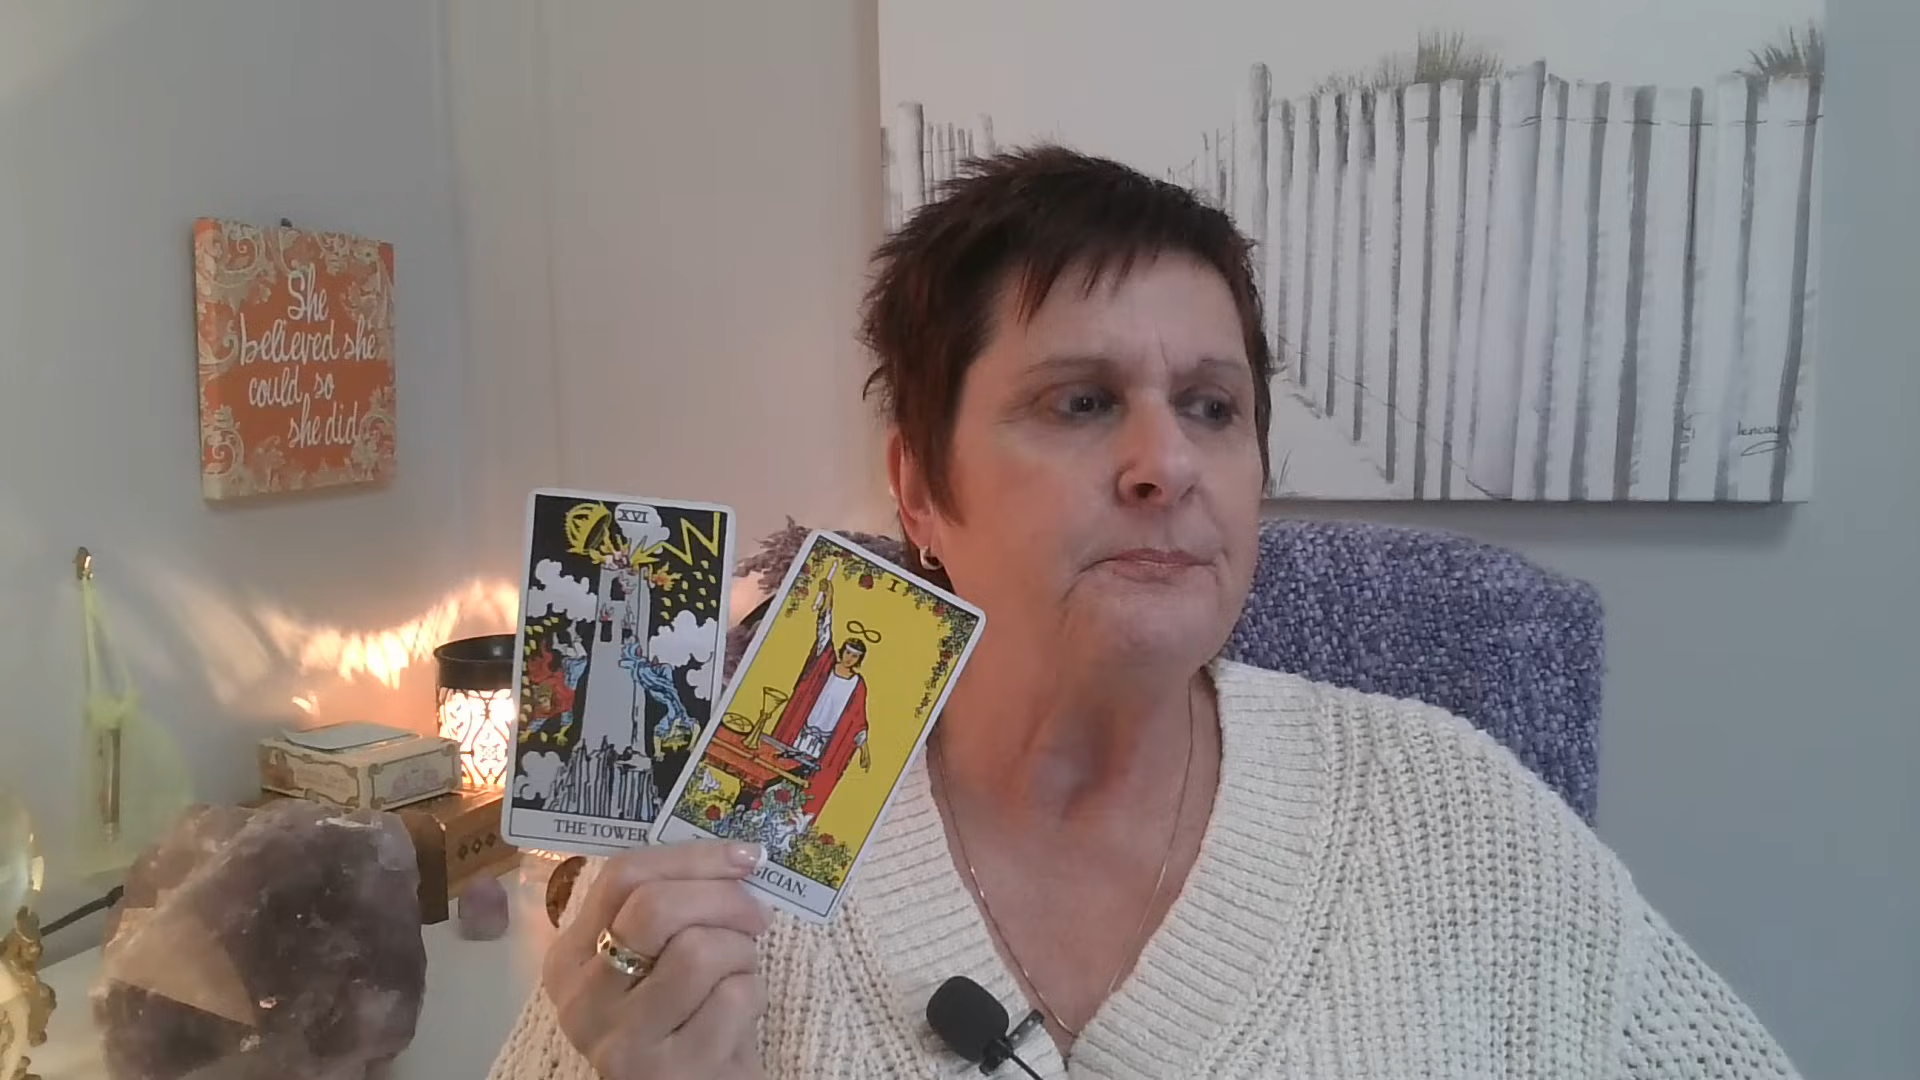 She
believed she
could so
she did
XVI
THE TOWER
I
GICIAN.